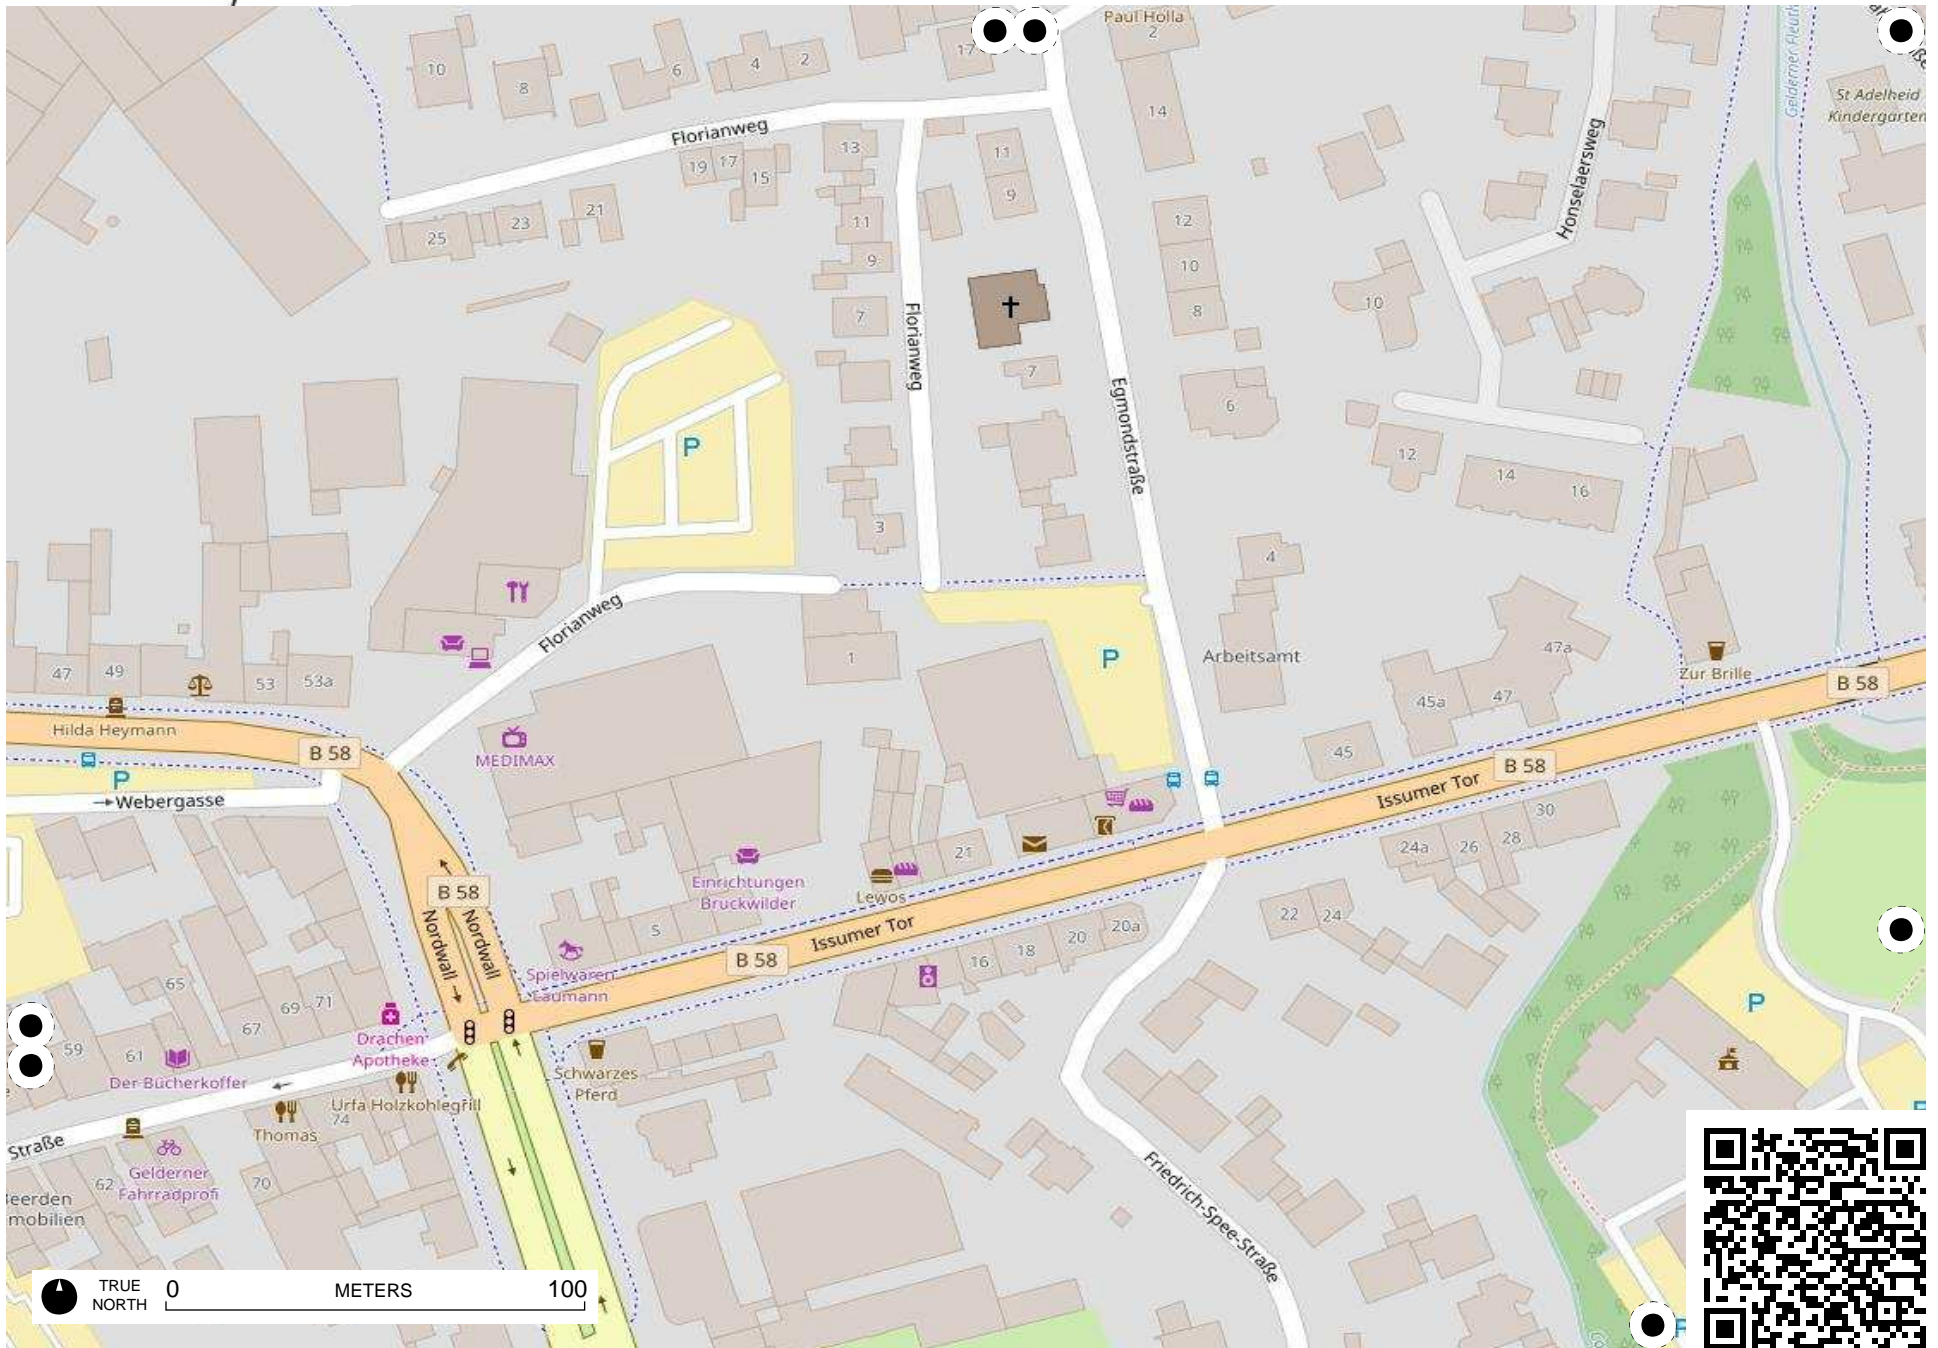 Paul Holla
2
10
8
6
4
2
17
14
Geldernеr Fleuth
St Adelheid
Kindergarten
Florianweg
19
17
15
13
11
9
Honselaersweg
25
23
21
11
9
12
10
8
10
7
Florianweg
7
Egmondstraße
6
P
12
14
16
3
4
Florianweg
1
P
Arbeitsamt
47
49
53
53a
47a
47
45a
45
Zur Brille
B 58
Hilda Heymann
B 58
P
Webergasse
MEDIMAX
B 58
Issumer Tor
30
28
26
24a
21
Lewos
Einrichtungen
Bruckwilder
B 58
Nordwall
Nordwall
5
Issumer Tor
B 58
Spielwaren
Laumann
16
18
20
20a
22
24
65
67
69
71
59
61
Der Bücherkoffer
Drachen
Apotheke
Urfa Holzkohlegrill
74
Thomas
Schwarzes
Pferd
P
Straße
62
Gelderner
Fahrradprofi
70
Friedrich-Spee-Straße
TRUE
NORTH
0
METERS
100